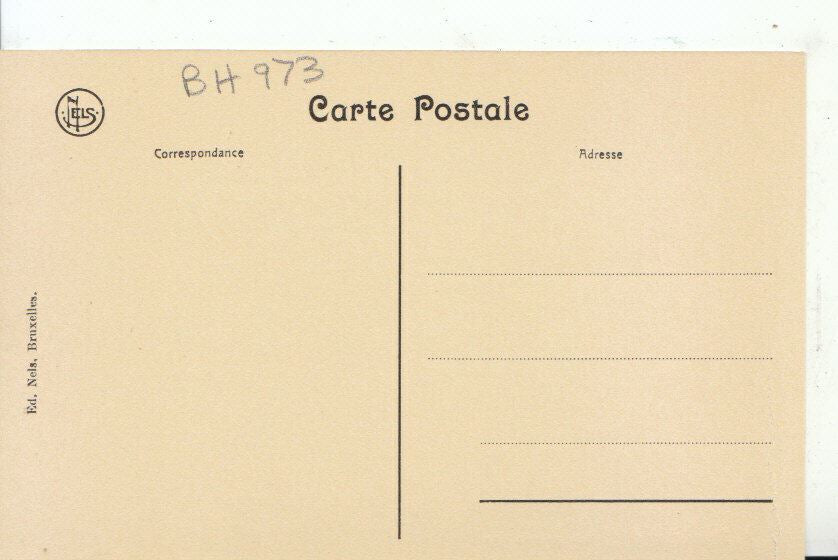 BH 973
NELS
Carte Postale
Correspondance
Adresse
Ed. Nels. Bruxelles.